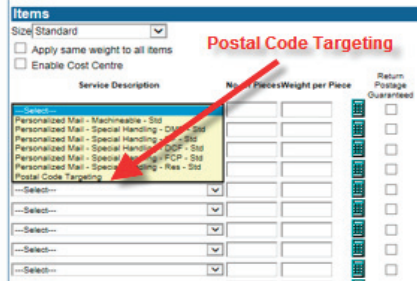 Items
Size Standard
Apply same weight to all items
Postal Code Targeting
Enable Cost Centre
Service Description
No. of Pieces Weight per Piece
Return Postage Guaranteed
---Select---
Personalized Mail - Machineable - Std
Personalized Mail - Special Handling - DM - Std
Personalized Mail - Special Handling - - Std
Personalized Mail - Special Handling - DCF - Std
Personalized Mail - Special Handling - FCP - Std
Personalized Mail - Special Handling - Res - Std
Postal Code Targeting
---Select---
---Select---
---Select---
---Select---
---Select---